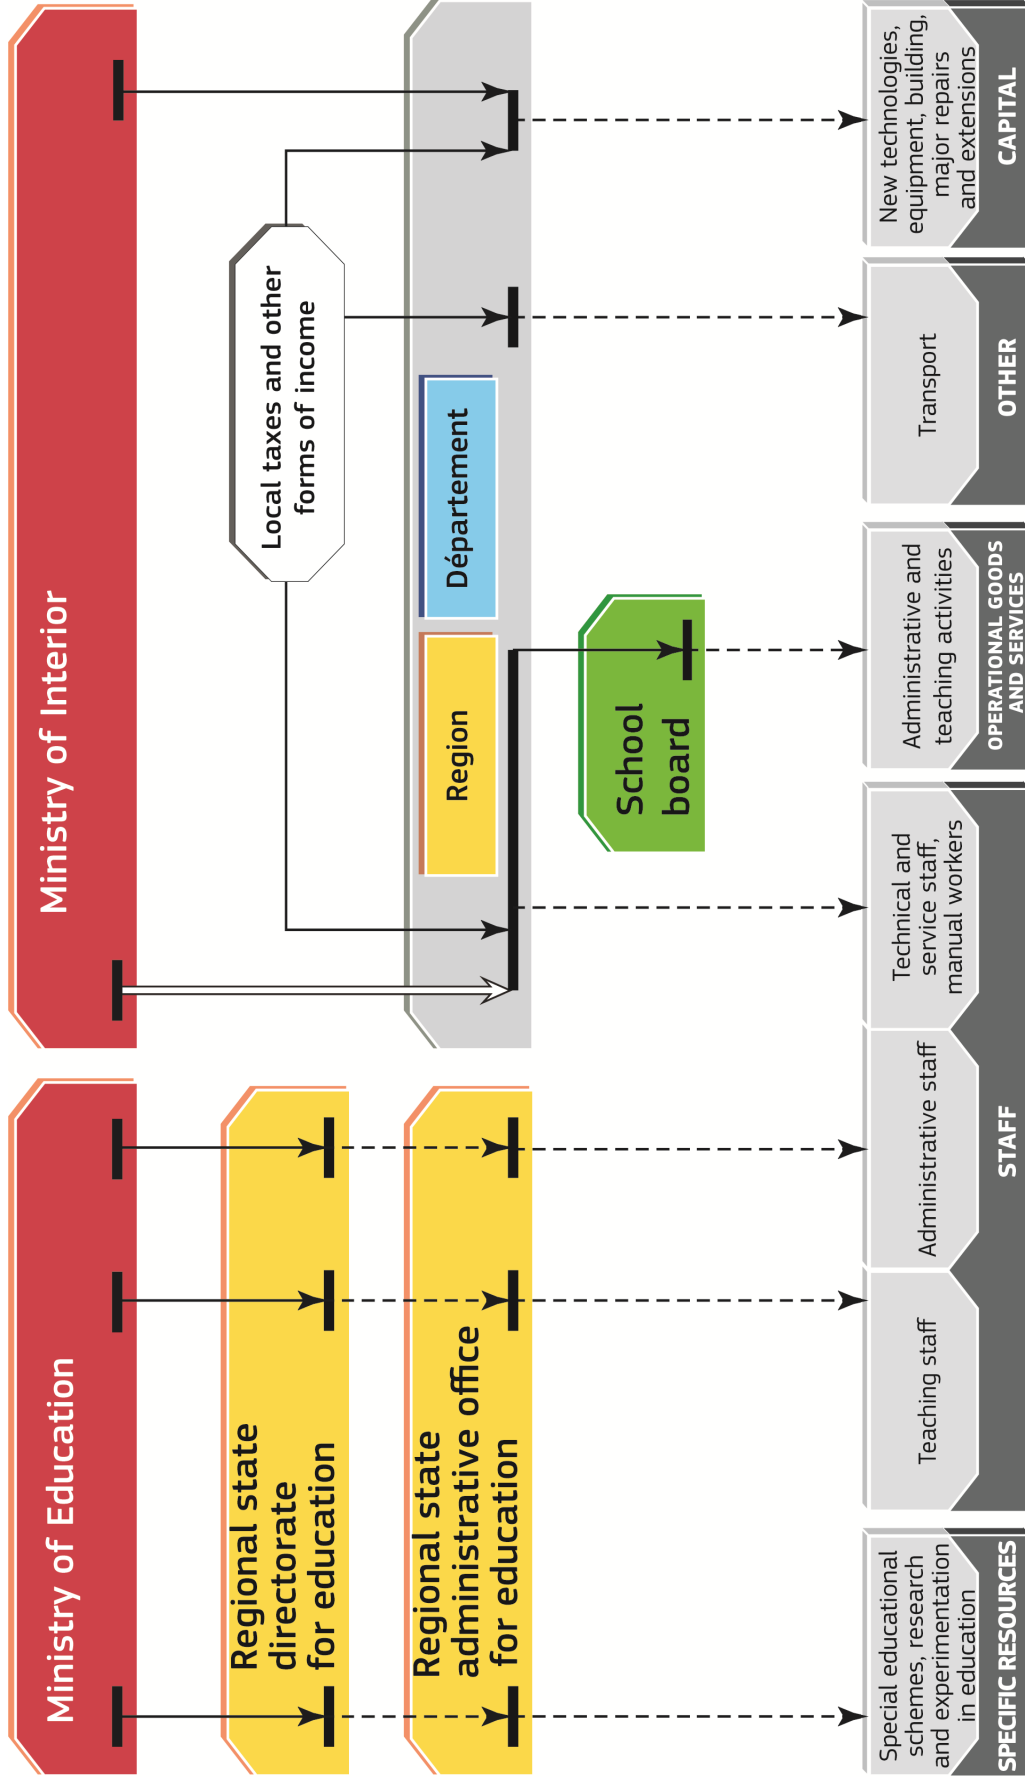 Ministry of Education
Ministry of Interior
Regional state
directorate
for education
Local taxes and other
forms of income
Regional state
administrative office
for education
Region
Département
School
board
Special educational
schemes, research
and experimentation
in education
Teaching staff
Administrative staff
Technical and
service staff,
manual workers
Administrative and
teaching activities
Transport
New technologies,
equipment, building,
major repairs
and extensions
SPECIFIC RESOURCES
STAFF
OPERATIONAL GOODS
AND SERVICES
OTHER
CAPITAL